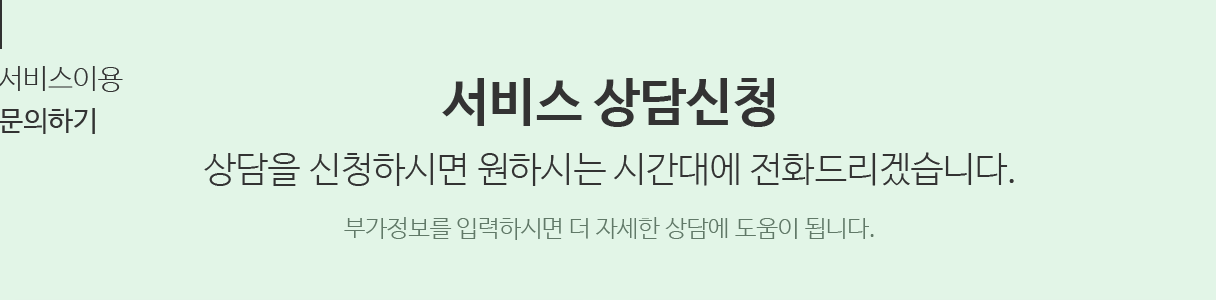 서비스이용
문의하기
서비스 상담신청
상담을 신청하시면 원하시는 시간대에 전화드리겠습니다.
부가정보를 입력하시면 더 자세한 상담에 도움이 됩니다.